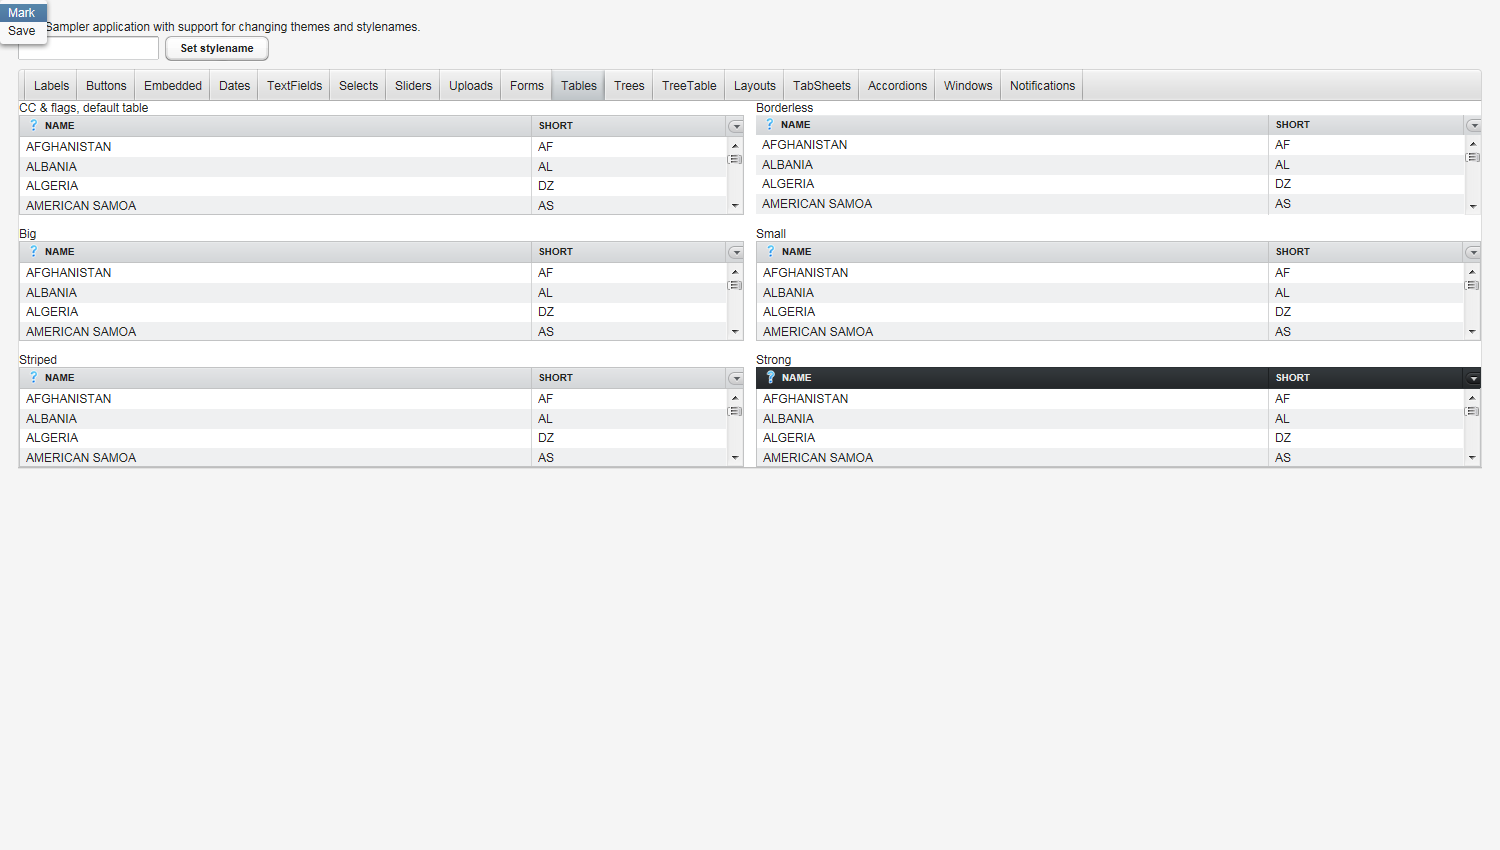 Mark
Save
Sampler application with support for changing themes and stylenames.
Set stylename
Labels Buttons Embedded Dates TextFields Selects Sliders Uploads Forms Tables Trees TreeTable Layouts TabSheets Accordions Windows Notifications
CC & flags, default table
? NAME SHORT
AFGHANISTAN AF
ALBANIA AL
ALGERIA DZ
AMERICAN SAMOA AS
Borderless
? NAME SHORT
AFGHANISTAN AF
ALBANIA AL
ALGERIA DZ
AMERICAN SAMOA AS
Big
? NAME SHORT
AFGHANISTAN AF
ALBANIA AL
ALGERIA DZ
AMERICAN SAMOA AS
Small
? NAME SHORT
AFGHANISTAN AF
ALBANIA AL
ALGERIA DZ
AMERICAN SAMOA AS
Striped
? NAME SHORT
AFGHANISTAN AF
ALBANIA AL
ALGERIA DZ
AMERICAN SAMOA AS
Strong
? NAME SHORT
AFGHANISTAN AF
ALBANIA AL
ALGERIA DZ
AMERICAN SAMOA AS